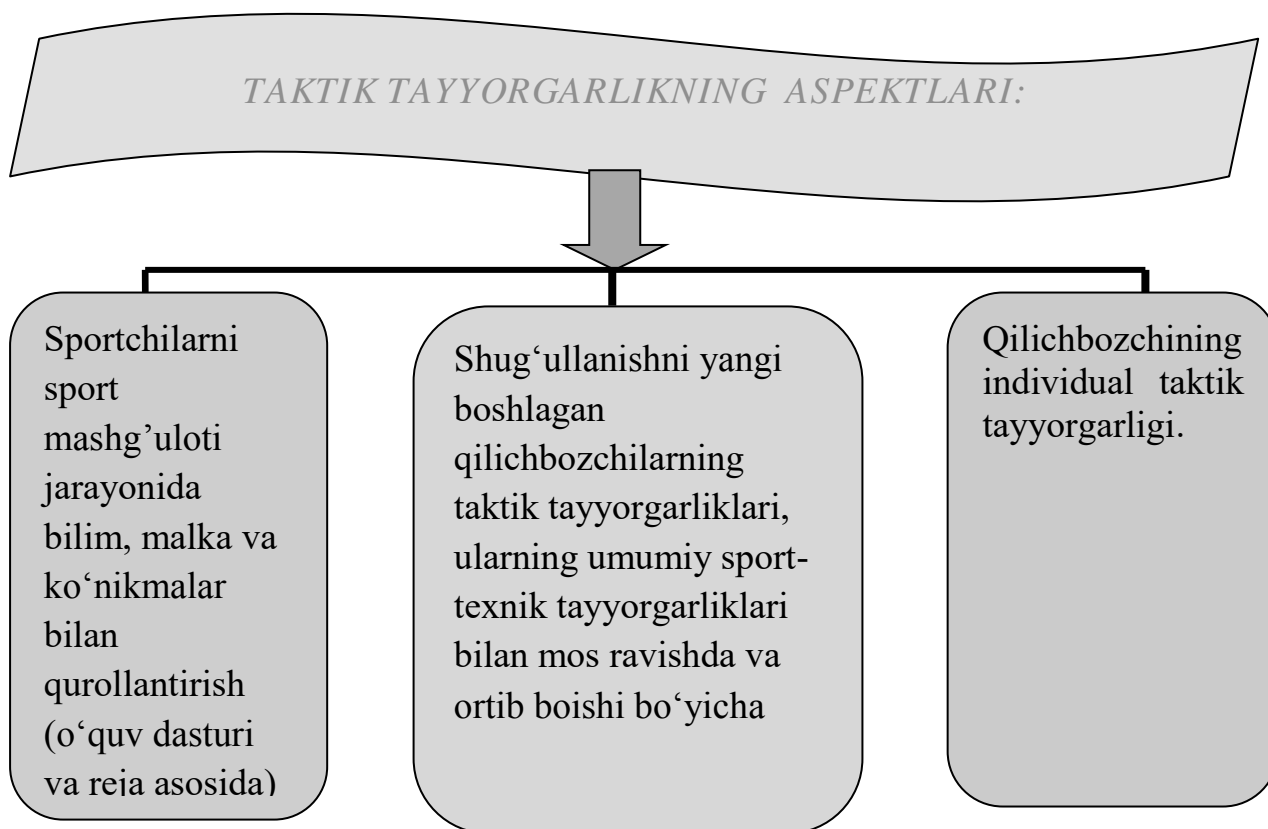 TAKTIK TAYYORGARLIKNING ASPEKTLARI:
Sportchilarni
sport
mashg’uloti
jarayonida
bilim, malka va
ko‘nikmalar
bilan
qurollantirish
(o‘quv dasturi
va reja asosida)
Shug‘ullanishni yangi
boshlagan
qilichbozchilarning
taktik tayyorgarliklari,
ularning umumiy sport-
texnik tayyorgarliklari
bilan mos ravishda va
ortib boishi bo‘yicha
Qilichbozchining
individual taktik
tayyorgarligi.